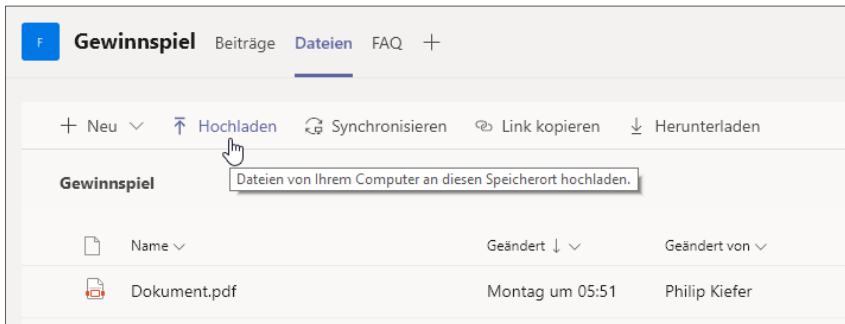 F Gewinnspiel Beiträge Dateien FAQ +
+ Neu Hochladen Synchronisieren Link kopieren Herunterladen
Dateien von Ihrem Computer an diesen Speicherort hochladen.
Gewinnspiel
Name Geändert ↓ Geändert von
Dokument.pdf Montag um 05:51 Philip Kiefer